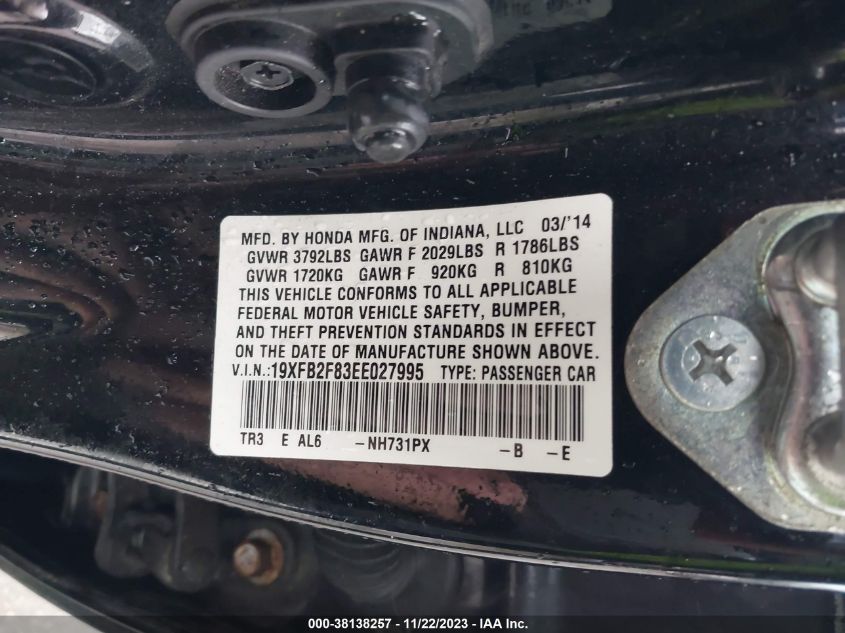 MFD. BY HONDA MFG. OF INDIANA, LLC 03/'14
GVWR 3792LBS GAWR F 2029LBS R 1786LBS
GVWR 1720KG GAWR F 920KG R 810KG
THIS VEHICLE CONFORMS TO ALL APPLICABLE
FEDERAL MOTOR VEHICLE SAFETY, BUMPER,
AND THEFT PREVENTION STANDARDS IN EFFECT
ON THE DATE OF MANUFACTURE SHOWN ABOVE.
V.I.N.:19XFB2F83EE027995 TYPE: PASSENGER CAR
TR3 E AL6 -NH731PX -B -E
000-38138257 - 11/22/2023 - IAA Inc.